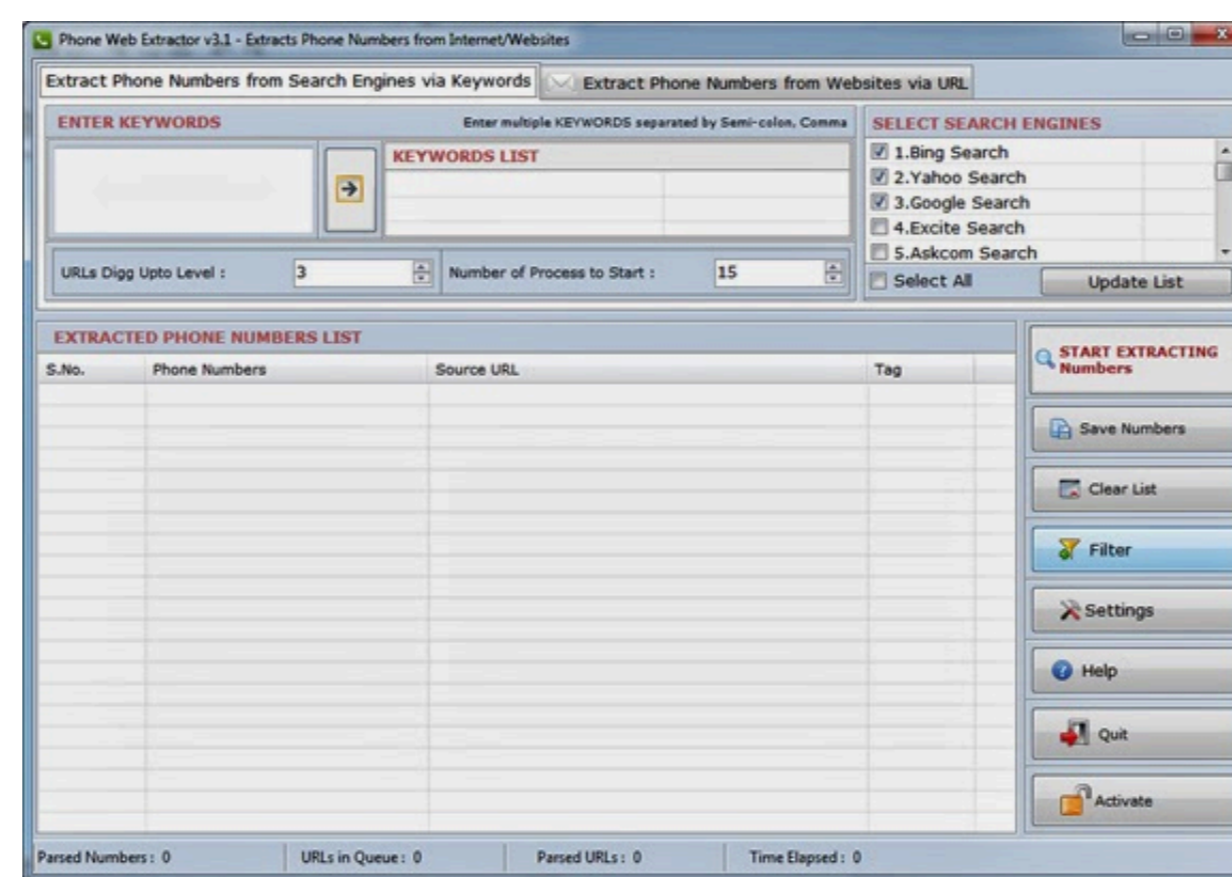 Phone Web Extractor v3.1 - Extracts Phone Numbers from Internet/Websites
Extract Phone Numbers from Search Engines via Keywords
Extract Phone Numbers from Websites via URL
ENTER KEYWORDS
Enter multiple KEYWORDS separated by Semi-colon, Comma
KEYWORDS LIST
SELECT SEARCH ENGINES
1.Bing Search
2.Yahoo Search
3.Google Search
4.Excite Search
5.Askcom Search
Select All
Update List
URLs Digg Upto Level : 3
Number of Process to Start : 15
EXTRACTED PHONE NUMBERS LIST
S.No. Phone Numbers Source URL Tag
START EXTRACTING
Numbers
Save Numbers
Clear List
Filter
Settings
Help
Quit
Activate
Parsed Numbers : 0 URLs in Queue : 0 Parsed URLs : 0 Time Elapsed : 0